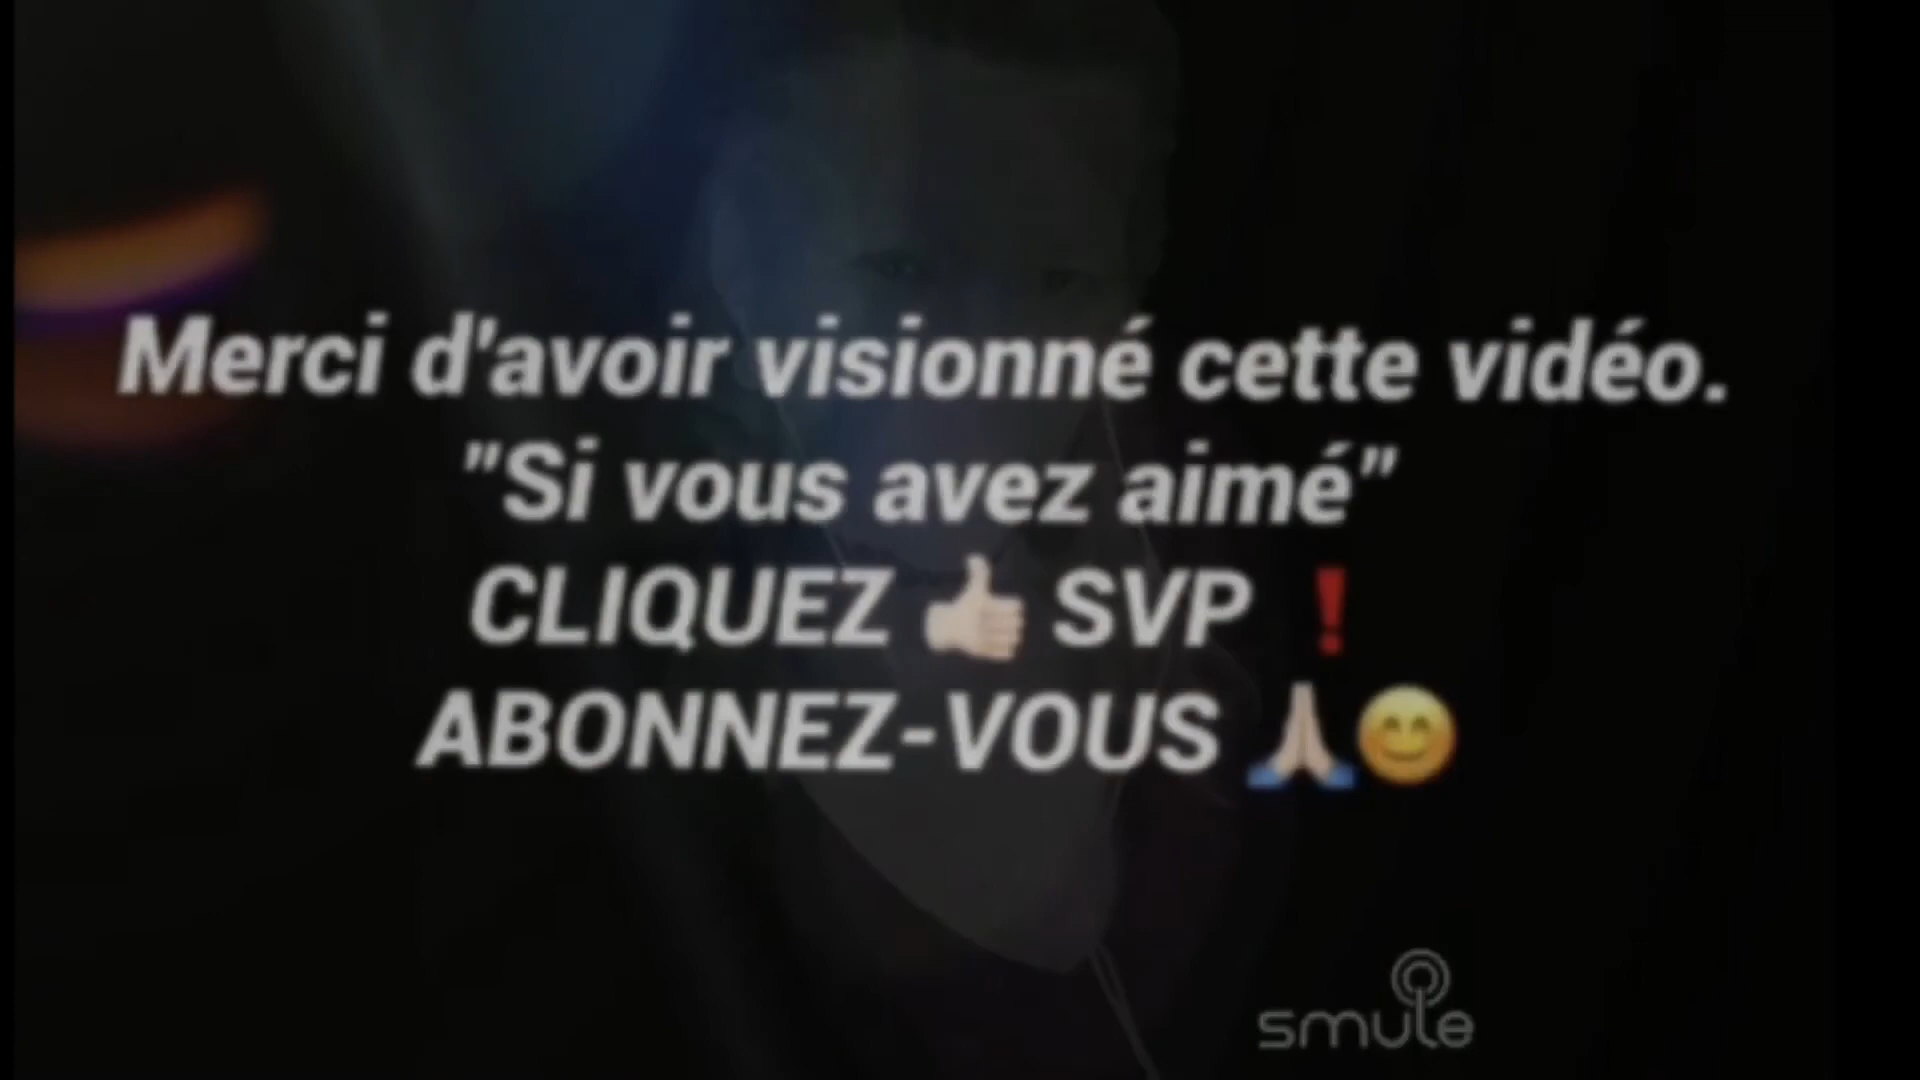 Merci d'avoir visionné cette vidéo.
"Si vous avez aimé"
CLIQUEZ 👍🏻 SVP ❗
ABONNEZ-VOUS 🙏🏻😊
smule